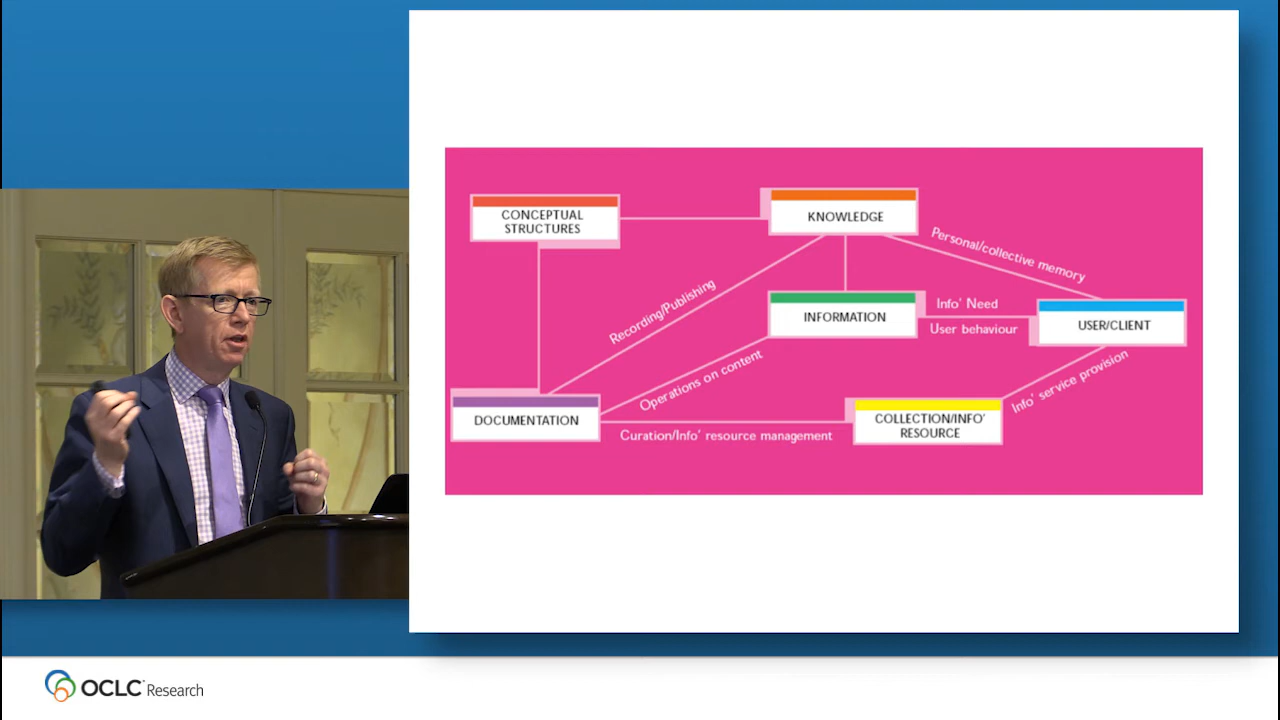 CONCEPTUAL
STRUCTURES
KNOWLEDGE
Personal/collective memory
Recording/Publishing
INFORMATION
Info' Need
User behaviour
USER/CLIENT
Operations on content
Info' service provision
DOCUMENTATION
Curation/Info' resource management
COLLECTION/INFO'
RESOURCE
OCLC Research